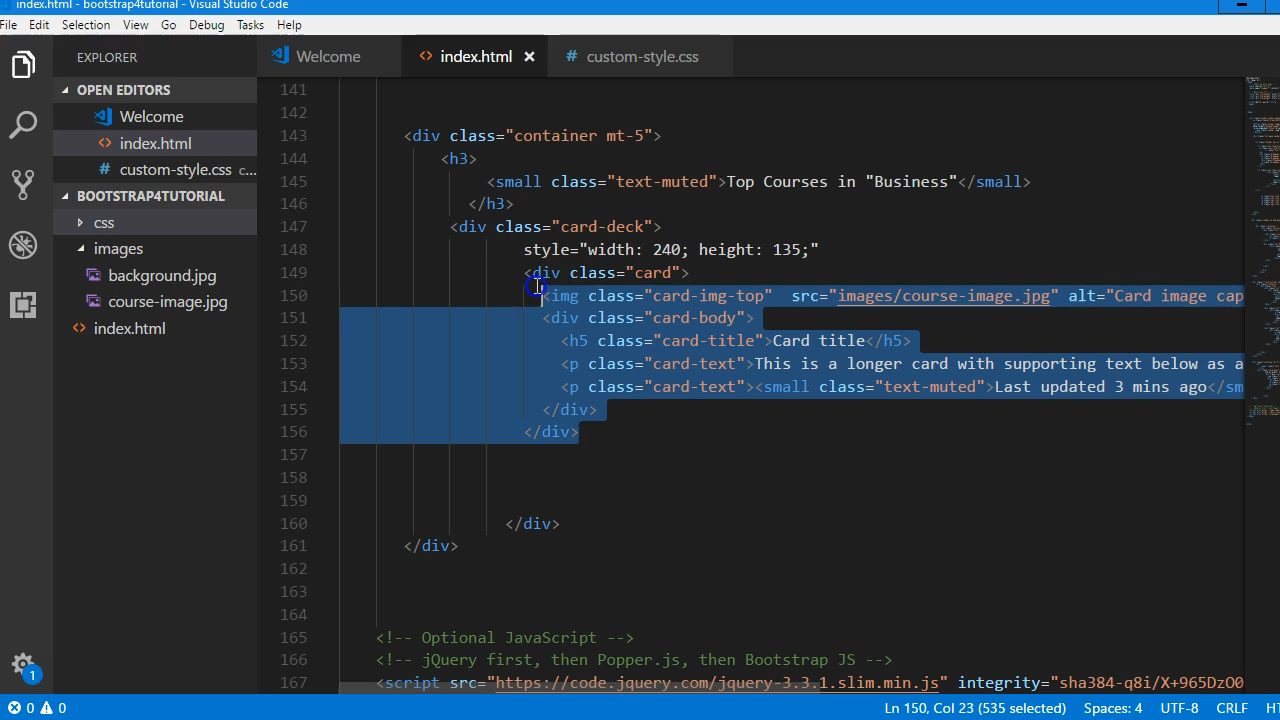 index.html - bootstrap4tutorial - Visual Studio Code
File Edit Selection View Go Debug Tasks Help
EXPLORER
Welcome
index.html
custom-style.css
OPEN EDITORS
Welcome
index.html
custom-style.css c...
BOOTSTRAP4TUTORIAL
css
images
background.jpg
course-image.jpg
index.html
141
142
143 <div class="container mt-5">
144 <h3>
145 <small class="text-muted">Top Courses in "Business"</small>
146 </h3>
147 <div class="card-deck">
148 style="width: 240; height: 135;"
149 <div class="card">
150 <img class="card-img-top" src="images/course-image.jpg" alt="Card image cap
151 <div class="card-body">
152 <h5 class="card-title">Card title</h5>
153 <p class="card-text">This is a longer card with supporting text below as a
154 <p class="card-text"><small class="text-muted">Last updated 3 mins ago</sm
155 </div>
156 </div>
157
158
159
160 </div>
161 </div>
162
163
164
165 <!-- Optional JavaScript -->
166 <!-- jQuery first, then Popper.js, then Bootstrap JS -->
167 <script src="https://code.jquery.com/jquery-3.3.1.slim.min.js" integrity="sha384-q8i/X+965DzO0
1
0 0
Ln 150, Col 23 (535 selected) Spaces: 4 UTF-8 CRLF HT